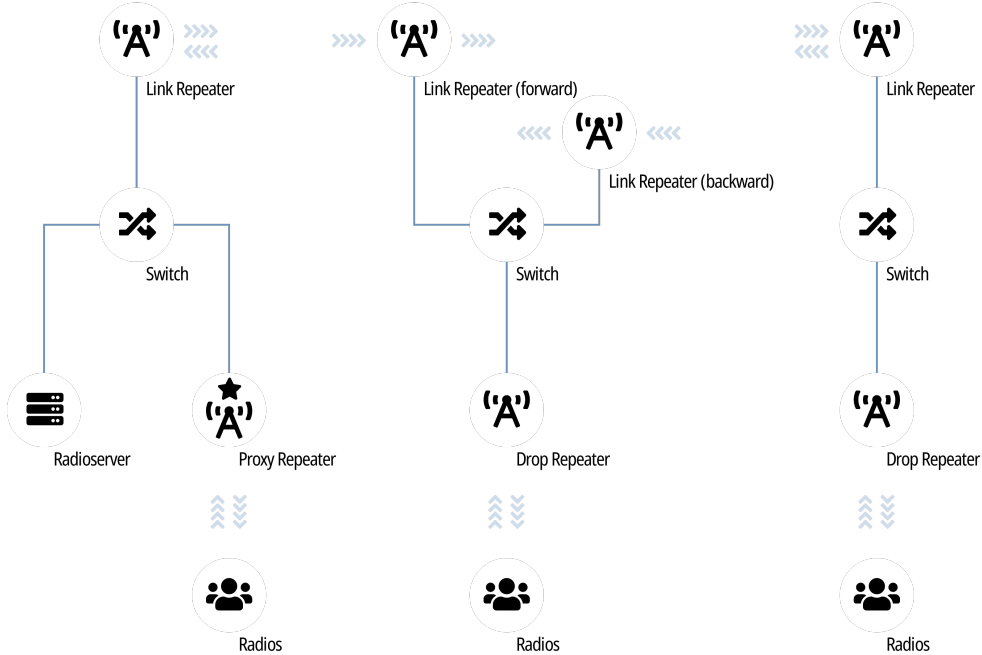 Link Repeater
Link Repeater (forward)
Link Repeater
Link Repeater (backward)
Switch
Switch
Switch
Radioserver
Proxy Repeater
Drop Repeater
Drop Repeater
Radios
Radios
Radios